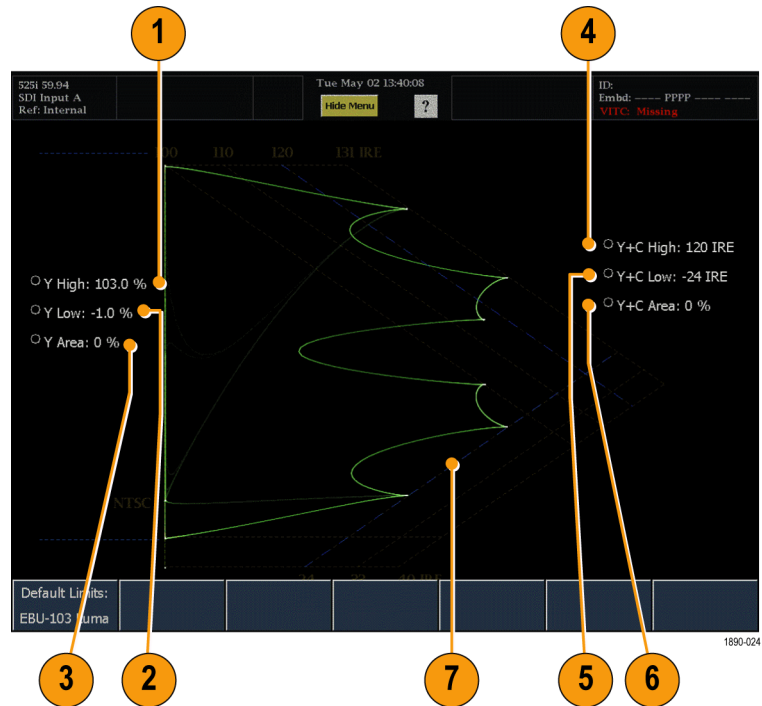 1
4
525i 59.94
SDI Input A
Ref: Internal
Tue May 02 13:40:08
Hide Menu
?
ID:
Embd: ---- PPPP ---- ----
VITC: Missing
100 110 120 131 IRE
Y High: 103.0 %
Y Low: -1.0 %
Y Area: 0 %
Y+C High: 120 IRE
Y+C Low: -24 IRE
Y+C Area: 0 %
NTSC
Default Limits:
EBU-103 Luma
1890-024
3
2
7
5
6